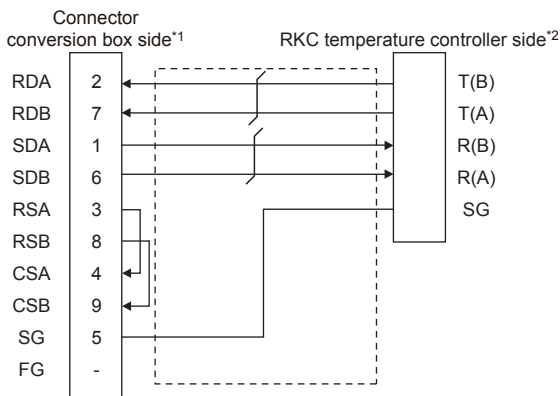 Connector
conversion box side*1
RKC temperature controller side*2
RDA 2 T(B)
RDB 7 T(A)
SDA 1 R(B)
SDB 6 R(A)
RSA 3 SG
RSB 8
CSA 4
CSB 9
SG 5
FG -